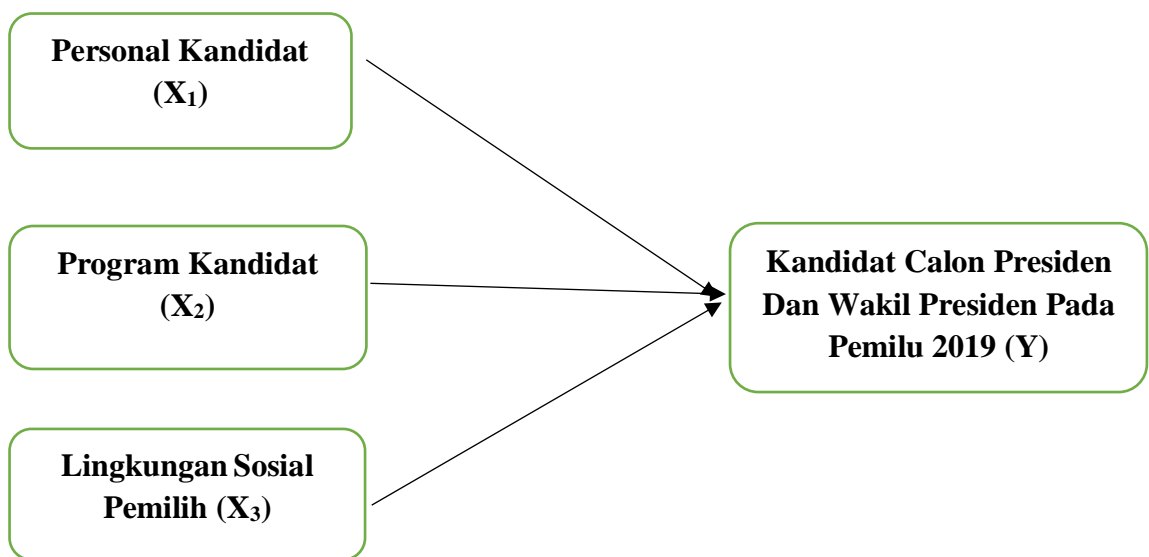 Personal Kandidat
(X₁)
Program Kandidat
(X₂)
Lingkungan Sosial
Pemilih (X₃)
Kandidat Calon Presiden
Dan Wakil Presiden Pada
Pemilu 2019 (Y)